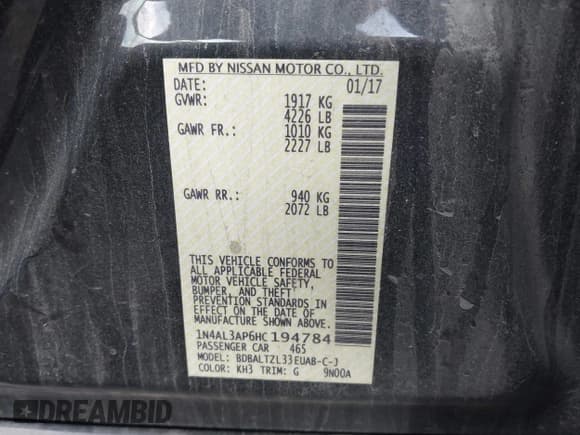 MFD BY NISSAN MOTOR CO., LTD.
DATE: 01/17
GVWR: 1917 KG
4226 LB
GAWR FR.: 1010 KG
2227 LB
GAWR RR.: 940 KG
2072 LB
THIS VEHICLE CONFORMS TO
ALL APPLICABLE FEDERAL
MOTOR VEHICLE SAFETY,
BUMPER, AND THEFT
PREVENTION STANDARDS IN
EFFECT ON THE DATE OF
MANUFACTURE SHOWN ABOVE.
1N4AL3AP6HC194784
PASSENGER CAR 465
MODEL: BDBALTZL33EUAB-C-J
COLOR: KH3 TRIM: G 9N00A
DREAMBID